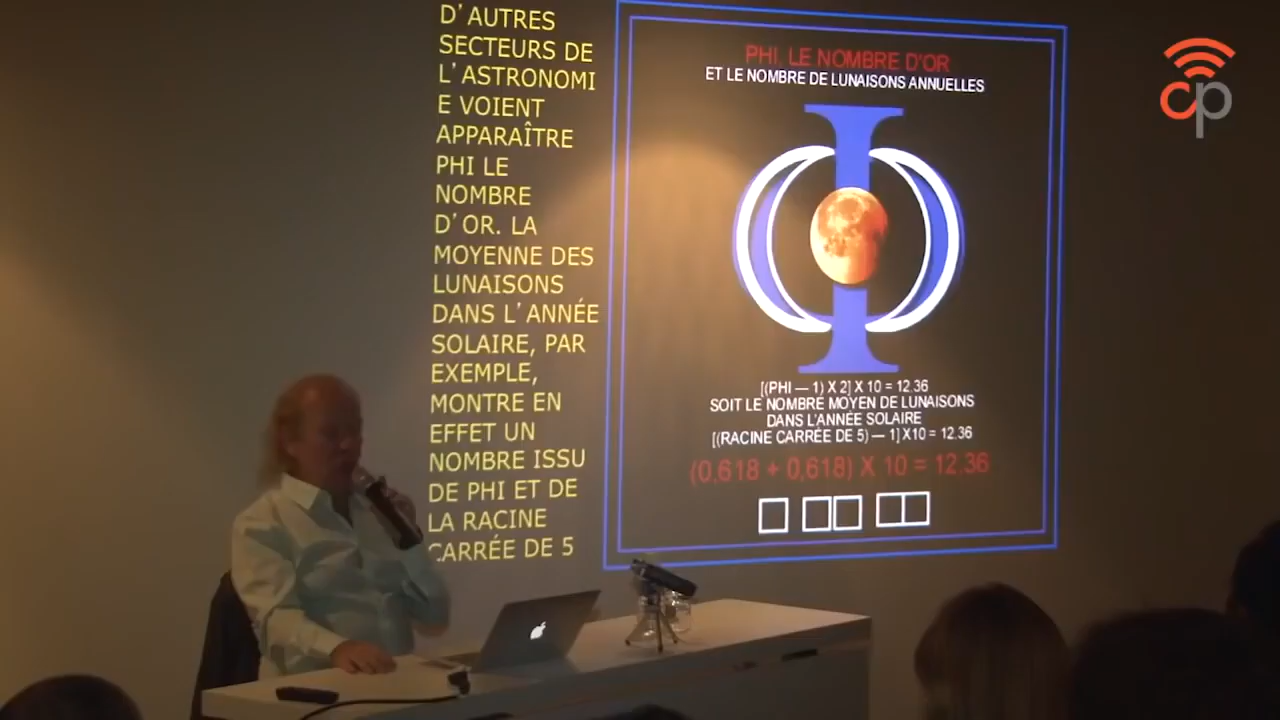 D'AUTRES
SECTEURS DE
L'ASTRONOMI
E VOIENT
APPARAÎTRE
PHI LE
NOMBRE
D'OR. LA
MOYENNE DES
LUNAISONS
DANS L'ANNÉE
SOLAIRE, PAR
EXEMPLE,
MONTRE EN
EFFET UN
NOMBRE ISSU
DE PHI ET DE
LA RACINE
CARRÉE DE 5
PHI, LE NOMBRE D'OR
ET LE NOMBRE DE LUNAISONS ANNUELLES
Φ
[(PHI — 1) X 2] X 10 = 12.36
SOIT LE NOMBRE MOYEN DE LUNAISONS
DANS L'ANNÉE SOLAIRE
[(RACINE CARRÉE DE 5) — 1] X10 = 12.36
(0,618 + 0,618) X 10 = 12,36
cp